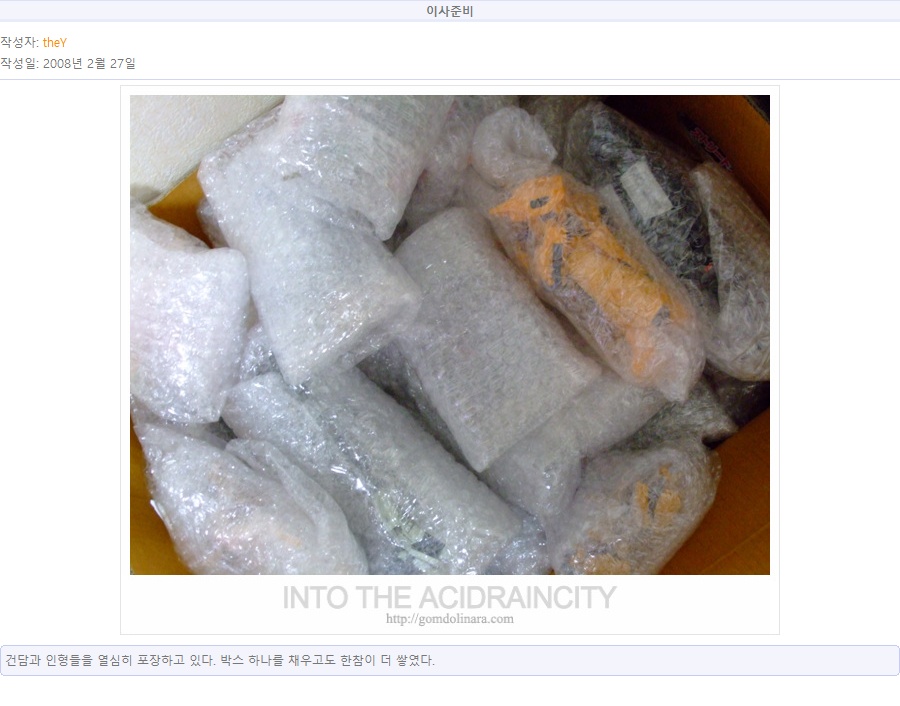 이사준비
작성자: theY
작성일: 2008년 2월 27일
INTO THE ACIDRAINCITY
http://gomdolinara.com
건담과 인형들을 열심히 포장하고 있다. 박스 하나를 채우고도 한참이 더 쌓였다.